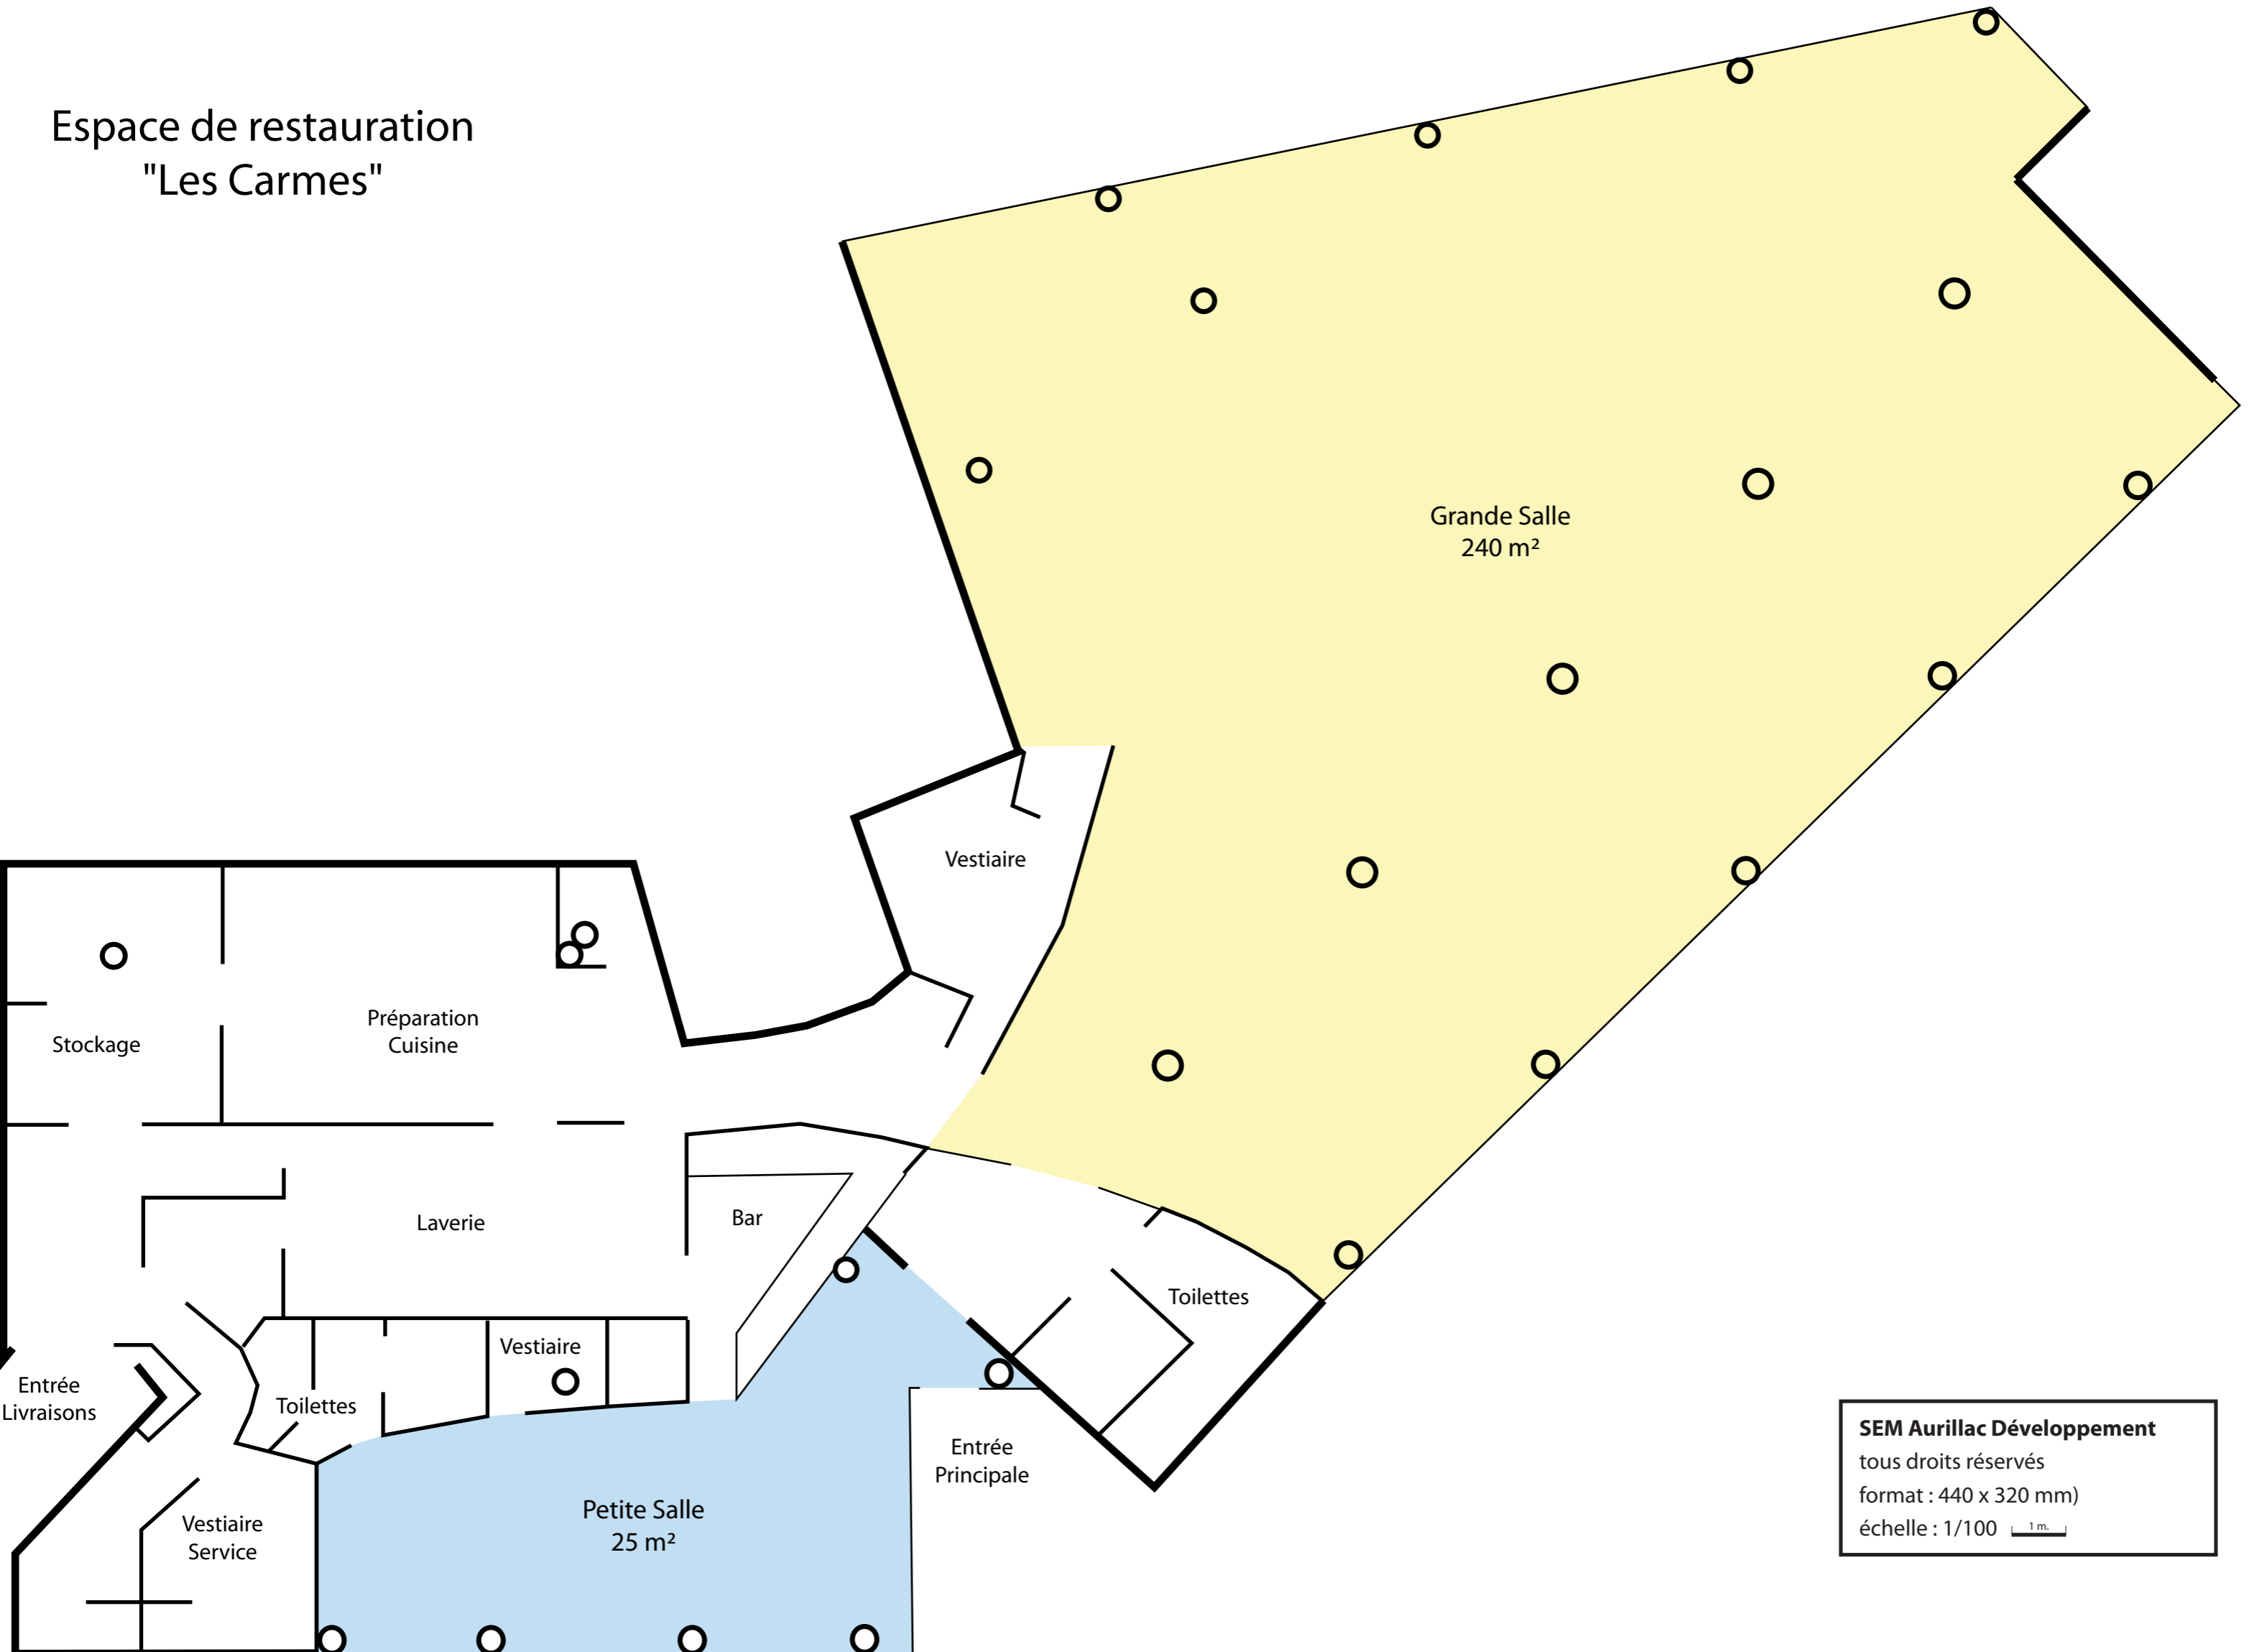 Espace de restauration
"Les Carmes"
Grande Salle
240 m²
Vestiaire
Préparation
Cuisine
Stockage
Laverie
Bar
Toilettes
Vestiaire
Entrée
Livraisons
Toilettes
Entrée
Principale
Petite Salle
25 m²
Vestiaire
Service
SEM Aurillac Développement
tous droits réservés
format : 440 x 320 mm)
échelle : 1/100 1 m.